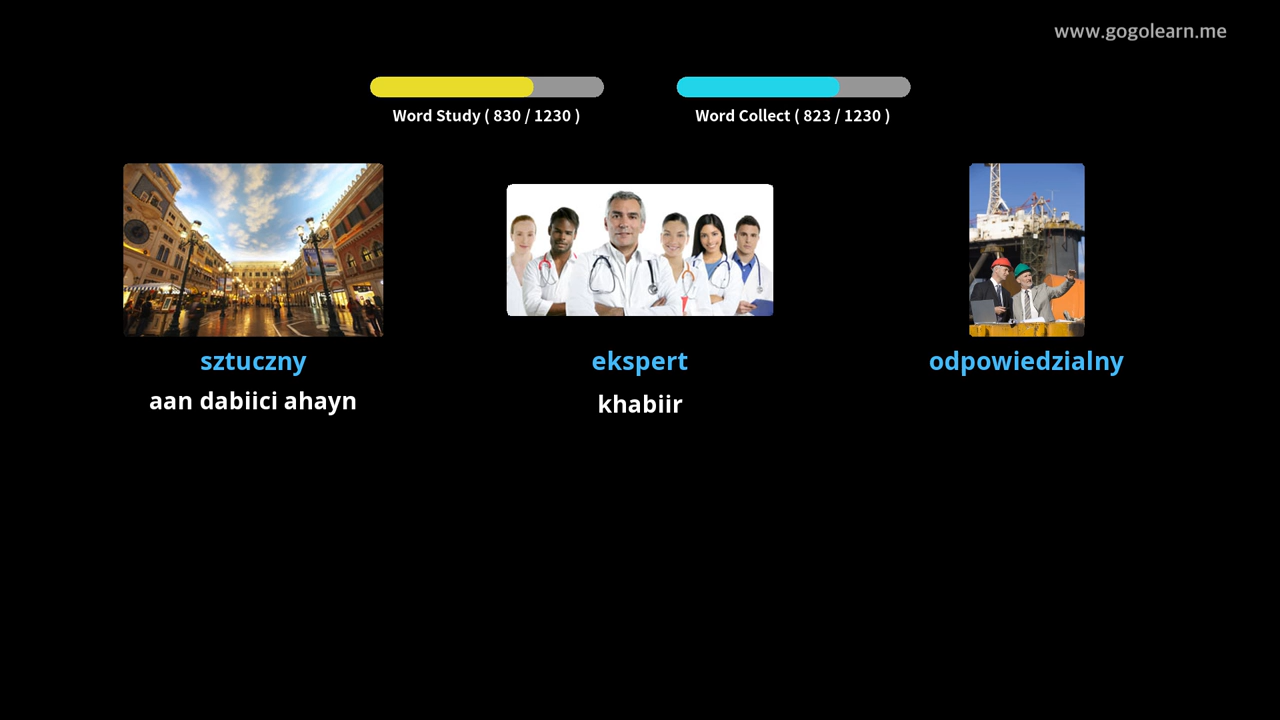 www.gogolearn.me
Word Study ( 830 / 1230 )
Word Collect ( 823 / 1230 )
sztuczny
aan dabiici ahayn
ekspert
khabiir
odpowiedzialny